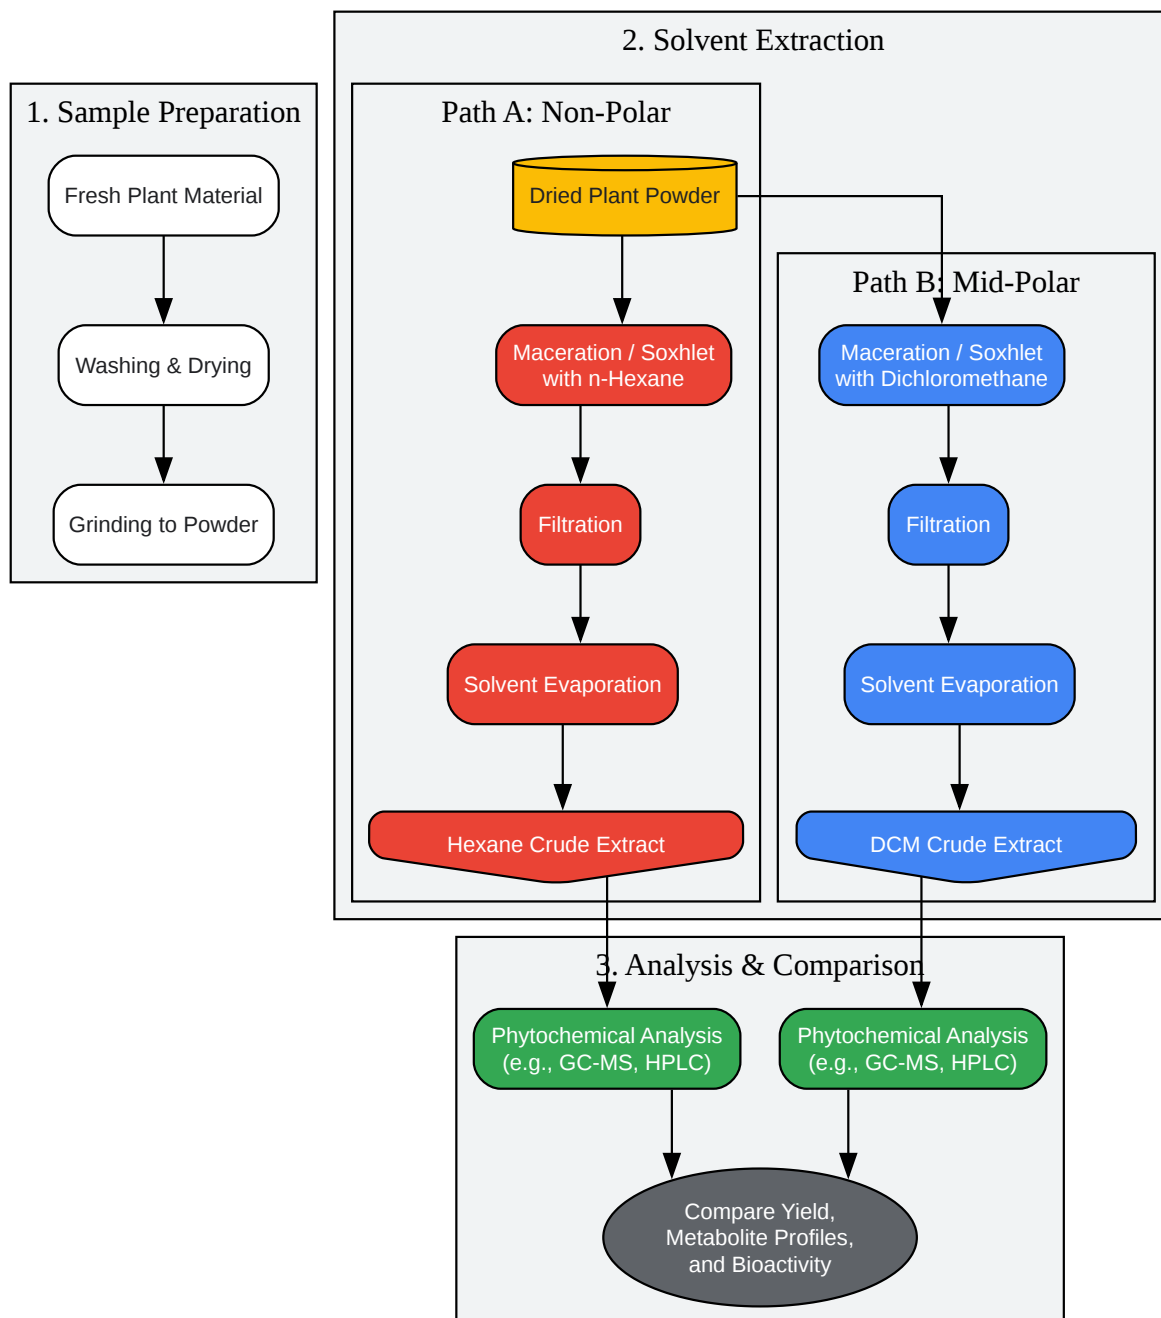 2. Solvent Extraction
1. Sample Preparation
Path A: Non-Polar
Fresh Plant Material
Dried Plant Powder
Path B: Mid-Polar
Washing & Drying
Maceration / Soxhlet
with n-Hexane
Maceration / Soxhlet
with Dichloromethane
Grinding to Powder
Filtration
Filtration
Solvent Evaporation
Solvent Evaporation
Hexane Crude Extract
DCM Crude Extract
3. Analysis & Comparison
Phytochemical Analysis
(e.g., GC-MS, HPLC)
Phytochemical Analysis
(e.g., GC-MS, HPLC)
Compare Yield,
Metabolite Profiles,
and Bioactivity